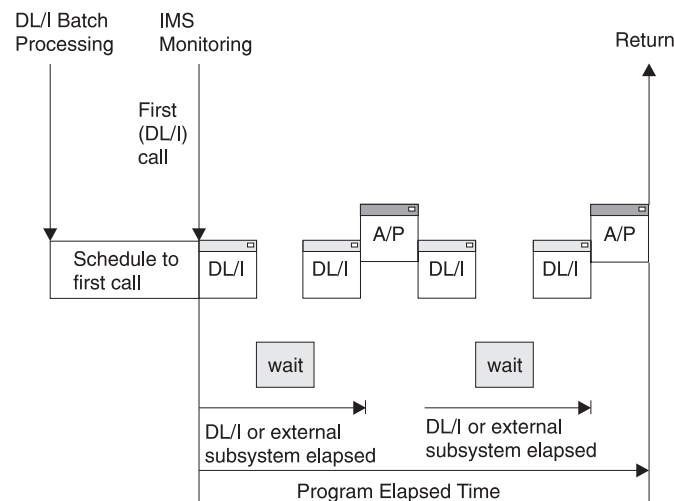 DL/I Batch
Processing
IMS
Monitoring
Return
First
(DL/I)
call
Schedule to
first call
DL/I
DL/I
A/P
DL/I
DL/I
A/P
wait
wait
DL/I or external
subsystem elapsed
DL/I or external
subsystem elapsed
Program Elapsed Time